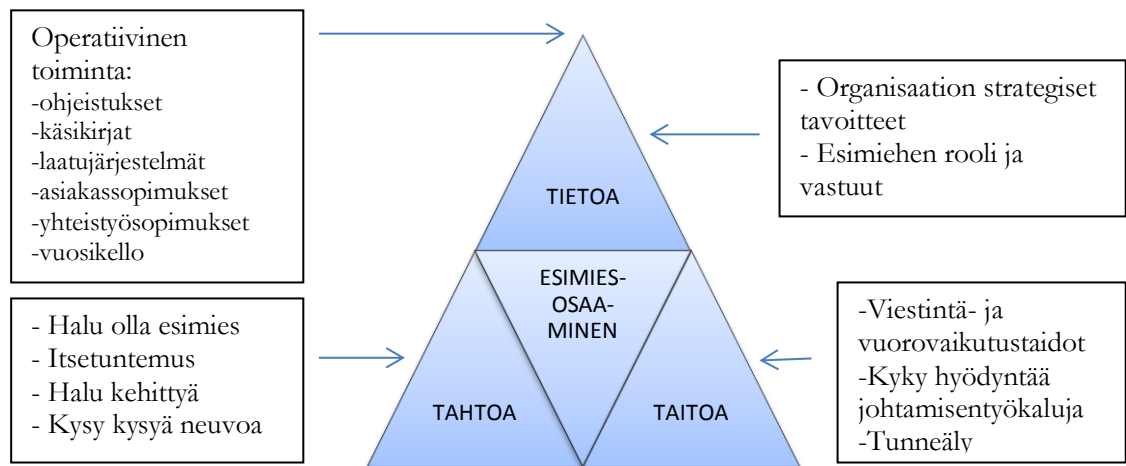 Operatiivinen
toiminta:
-ohjeistukset
-käsikirjat
-laatujärjestelmät
-asiakassopimukset
-yhteistyösopimukset
-vuosikello
- Organisaation strategiset
tavoitteet
- Esimiehen rooli ja
vastuut
TIETOA
ESIMIES-
OSAA-
MINEN
- Halu olla esimies
- Itsetuntemus
- Halu kehittyä
- Kysy kysyä neuvoa
TAHTOA
TAITOA
-Viestintä- ja
vuorovaikutustaidot
-Kyky hyödyntää
johtamisentyökaluja
-Tunneäly